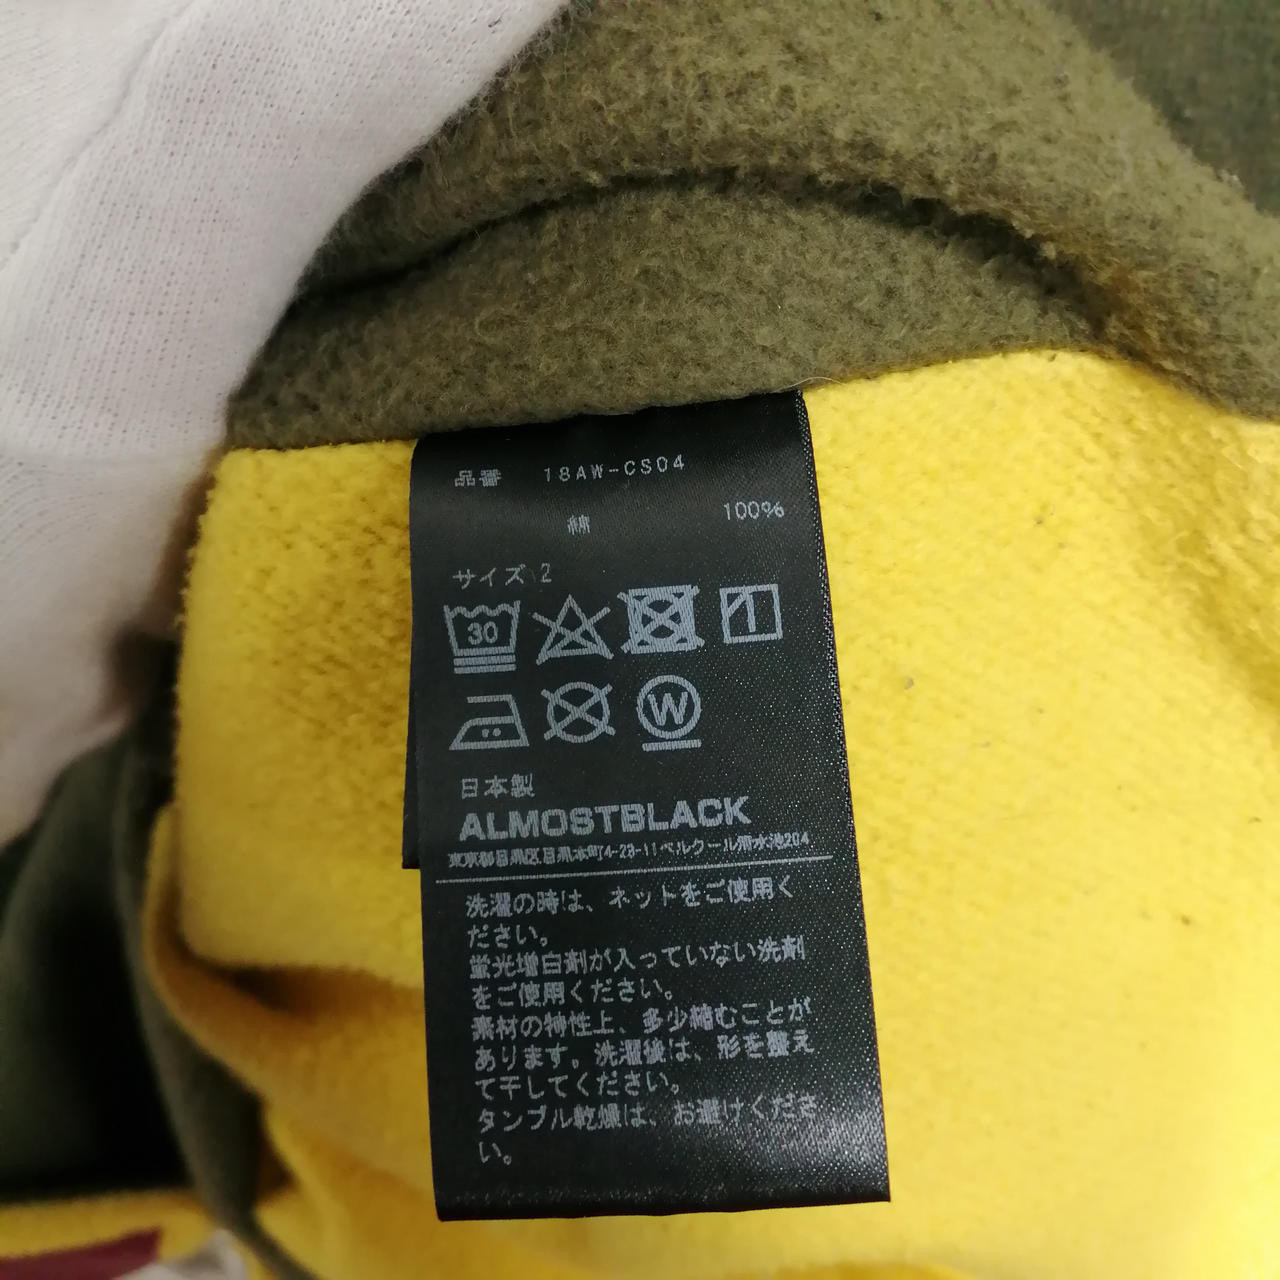 品番 18AW-CS04
綿 100%
サイズ 2
30
W
日本製
ALMOSTBLACK
東京都目黒区目黒本町4-23-11ベルクール清水池204
洗濯の時は、ネットをご使用く
ださい。
蛍光増白剤が入っていない洗剤
をご使用ください。
素材の特性上、多少縮むことが
あります。洗濯後は、形を整え
て干してください。
タンブル乾燥は、お避けくださ
い。